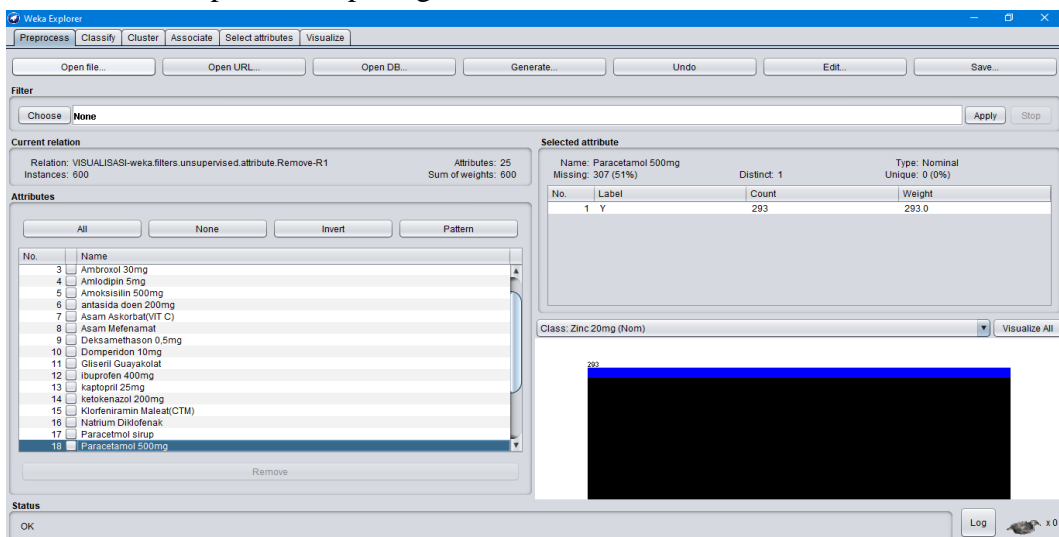 Weka Explorer
Preprocess Classify Cluster Associate Select attributes Visualize
Open file... Open URL... Open DB... Generate... Undo Edit... Save...
Filter
Choose None Apply Stop
Current relation
Relation: VISUALISASI-weka.filters.unsupervised.attribute.Remove-R1 Attributes: 25
Instances: 600 Sum of weights: 600
Attributes
All None Invert Pattern
No. Name
3 Ambroxol 30mg
4 Amlodipin 5mg
5 Amoksisilin 500mg
6 antasida doen 200mg
7 Asam Askorbat(VIT C)
8 Asam Mefenamat
9 Deksamethason 0,5mg
10 Domperidon 10mg
11 Gliseril Guayakolat
12 ibuprofen 400mg
13 kaptopril 25mg
14 ketokenazol 200mg
15 Klorfeniramin Maleat(CTM)
16 Natrium Diklofenak
17 Paracetmol sirup
18 Paracetamol 500mg
Remove
Selected attribute
Name: Paracetamol 500mg Type: Nominal
Missing: 307 (51%) Distinct: 1 Unique: 0 (0%)
No. Label Count Weight
1 Y 293 293.0
Class: Zinc 20mg (Nom) Visualize All
293
Status
OK Log x 0